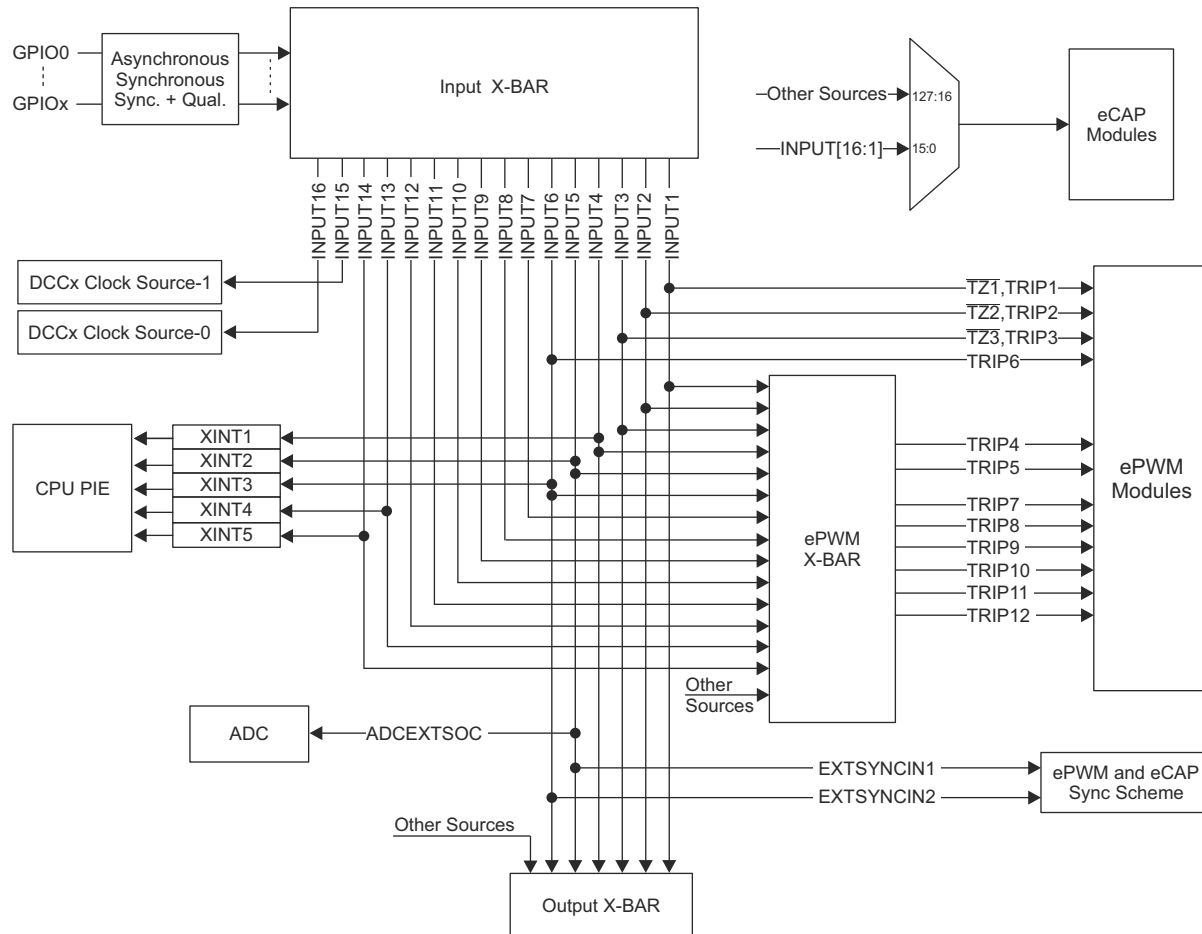 GPIO0
GPIOx
Asynchronous
Synchronous
Sync. + Qual.
Input X-BAR
Other Sources
127:16
INPUT[16:1]
15:0
eCAP
Modules
INPUT16
INPUT15
INPUT14
INPUT13
INPUT12
INPUT11
INPUT10
INPUT9
INPUT8
INPUT7
INPUT6
INPUT5
INPUT4
INPUT3
INPUT2
INPUT1
DCCx Clock Source-1
DCCx Clock Source-0
TZ1,TRIP1
TZ2,TRIP2
TZ3,TRIP3
TRIP6
CPU PIE
XINT1
XINT2
XINT3
XINT4
XINT5
ePWM
X-BAR
TRIP4
TRIP5
TRIP7
TRIP8
TRIP9
TRIP10
TRIP11
TRIP12
ePWM
Modules
Other
Sources
ADC
ADCEXTSOC
EXTSYNCIN1
EXTSYNCIN2
ePWM and eCAP
Sync Scheme
Other Sources
Output X-BAR